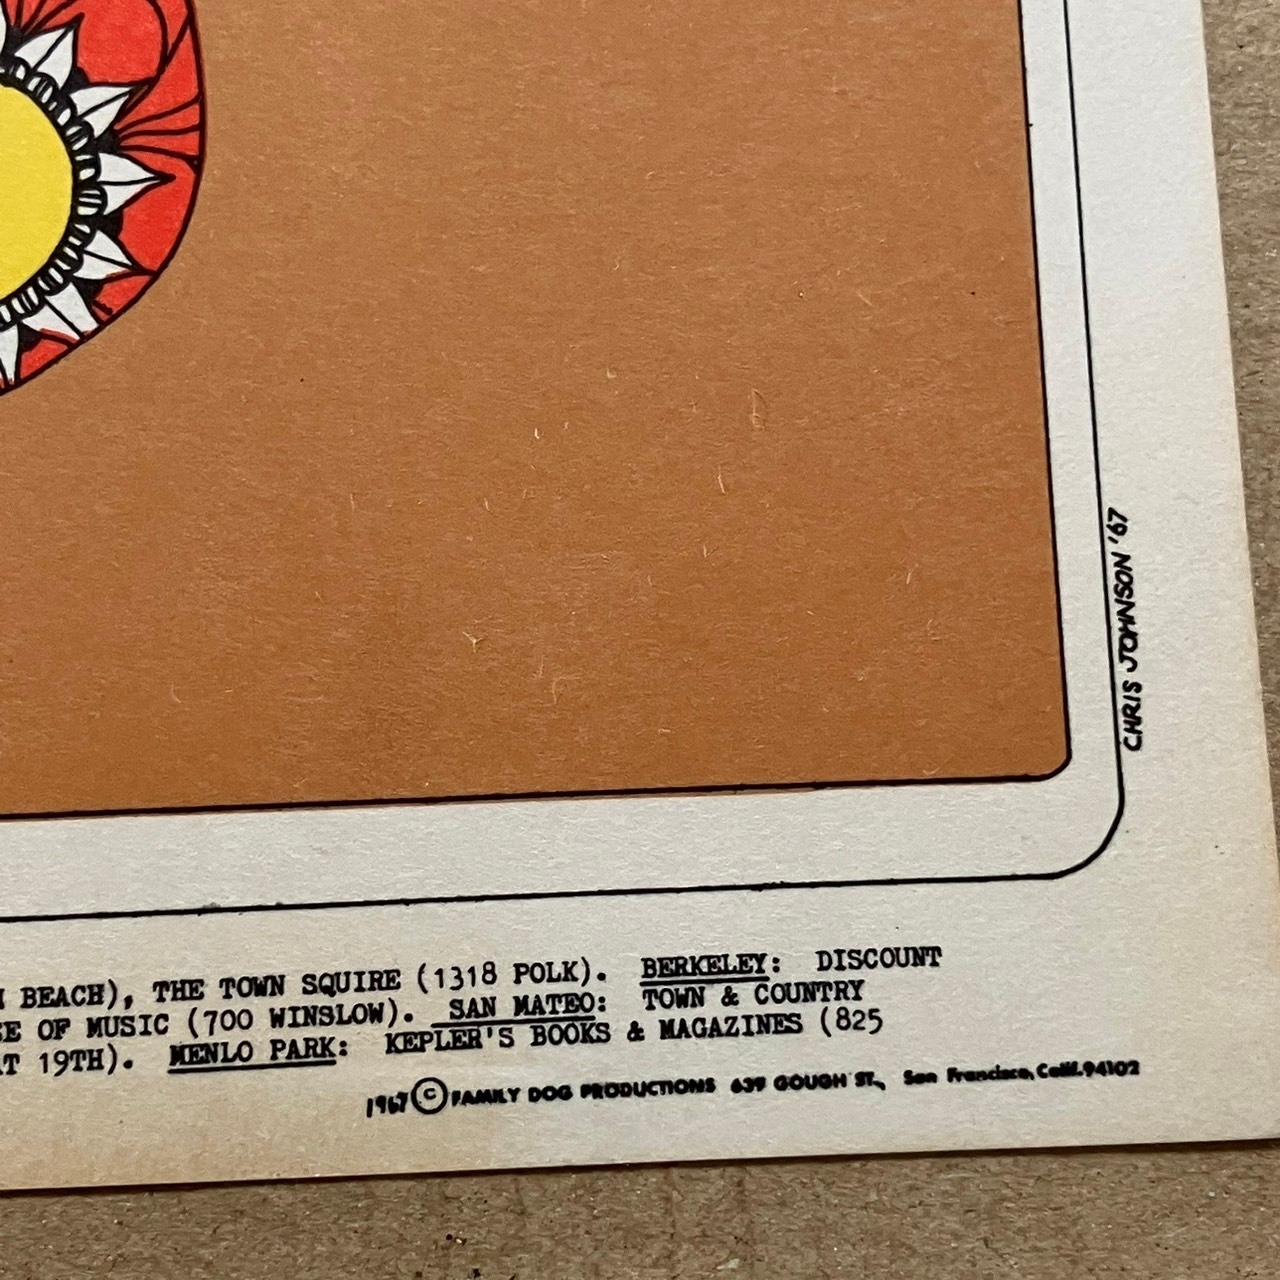 CHRIS JOHNSON '67
BEACH), THE TOWN SQUIRE (1318 POLK). BERKELEY: DISCOUNT
OF MUSIC (700 WINSLOW). SAN MATEO: TOWN & COUNTRY
19TH). MENLO PARK: KEPLER'S BOOKS & MAGAZINES (825
1967 © FAMILY DOG PRODUCTIONS 639 GOUGH ST., San Francisco, Calif. 94102